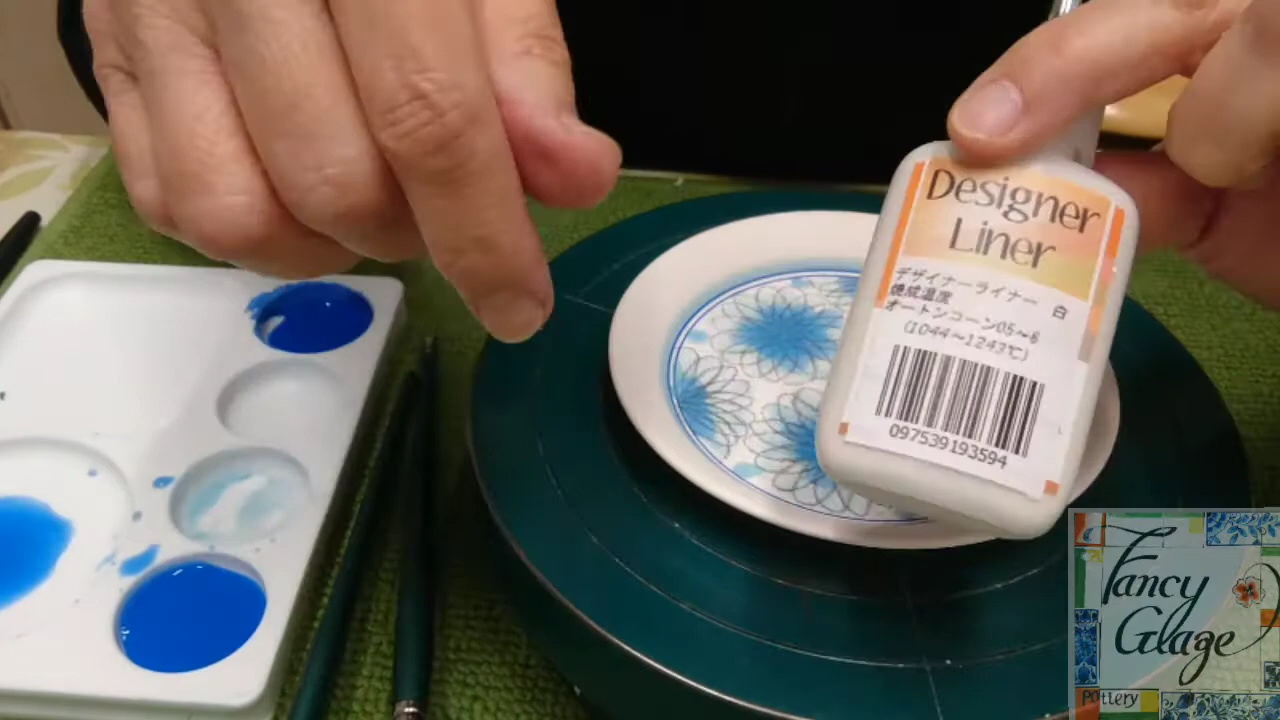 Designer
Liner
デザイナーライナー 白
焼成温度
オートンコーン05~6
(1044~1243℃)
097539193594
Fancy
Glage
Pottery